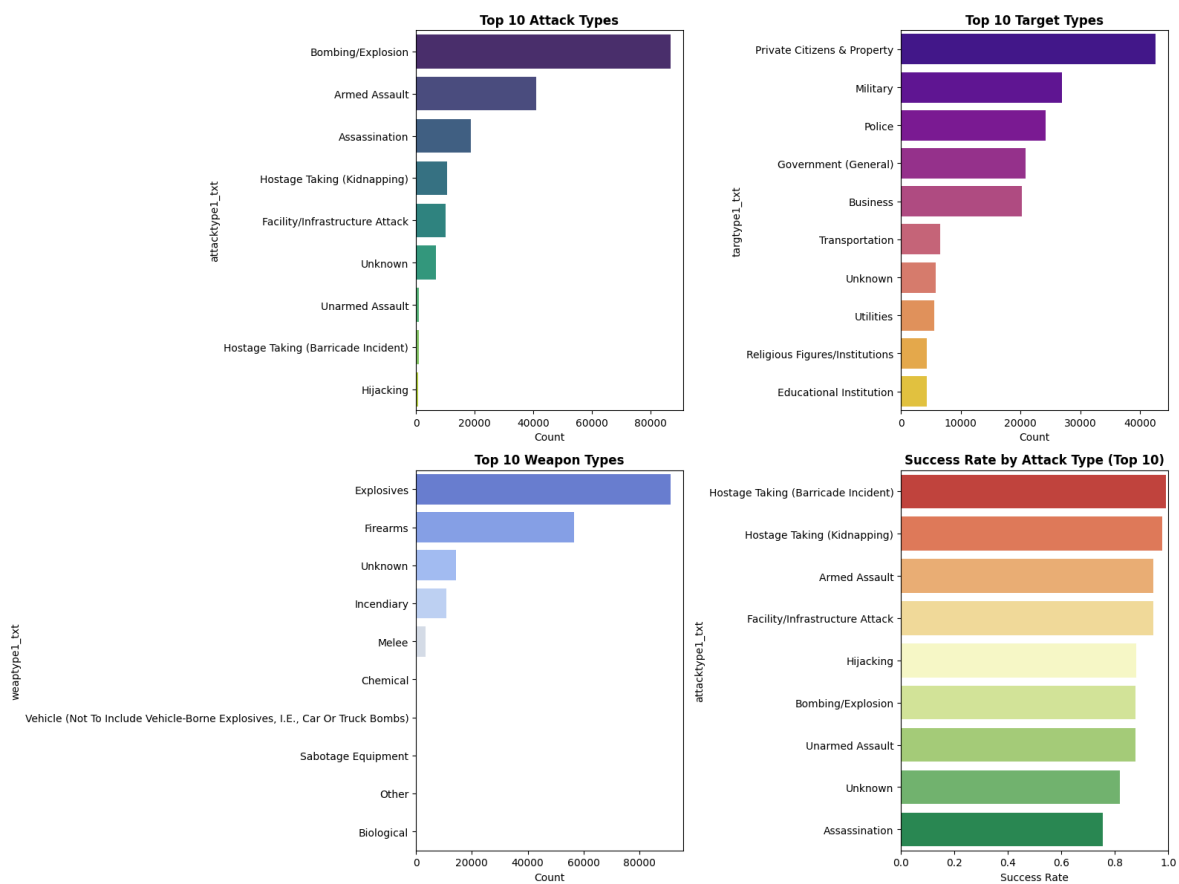 Top 10 Attack Types
attacktype1_txt
Bombing/Explosion
Armed Assault
Assassination
Hostage Taking (Kidnapping)
Facility/Infrastructure Attack
Unknown
Unarmed Assault
Hostage Taking (Barricade Incident)
Hijacking
0 20000 40000 60000 80000
Count
Top 10 Target Types
targtype1_txt
Private Citizens & Property
Military
Police
Government (General)
Business
Transportation
Unknown
Utilities
Religious Figures/Institutions
Educational Institution
0 10000 20000 30000 40000
Count
Top 10 Weapon Types
weaptype1_txt
Explosives
Firearms
Unknown
Incendiary
Melee
Chemical
Vehicle (Not To Include Vehicle-Borne Explosives, I.E., Car Or Truck Bombs)
Sabotage Equipment
Other
Biological
0 20000 40000 60000 80000
Count
Success Rate by Attack Type (Top 10)
attacktype1_txt
Hostage Taking (Barricade Incident)
Hostage Taking (Kidnapping)
Armed Assault
Facility/Infrastructure Attack
Hijacking
Bombing/Explosion
Unarmed Assault
Unknown
Assassination
0.0 0.2 0.4 0.6 0.8 1.0
Success Rate